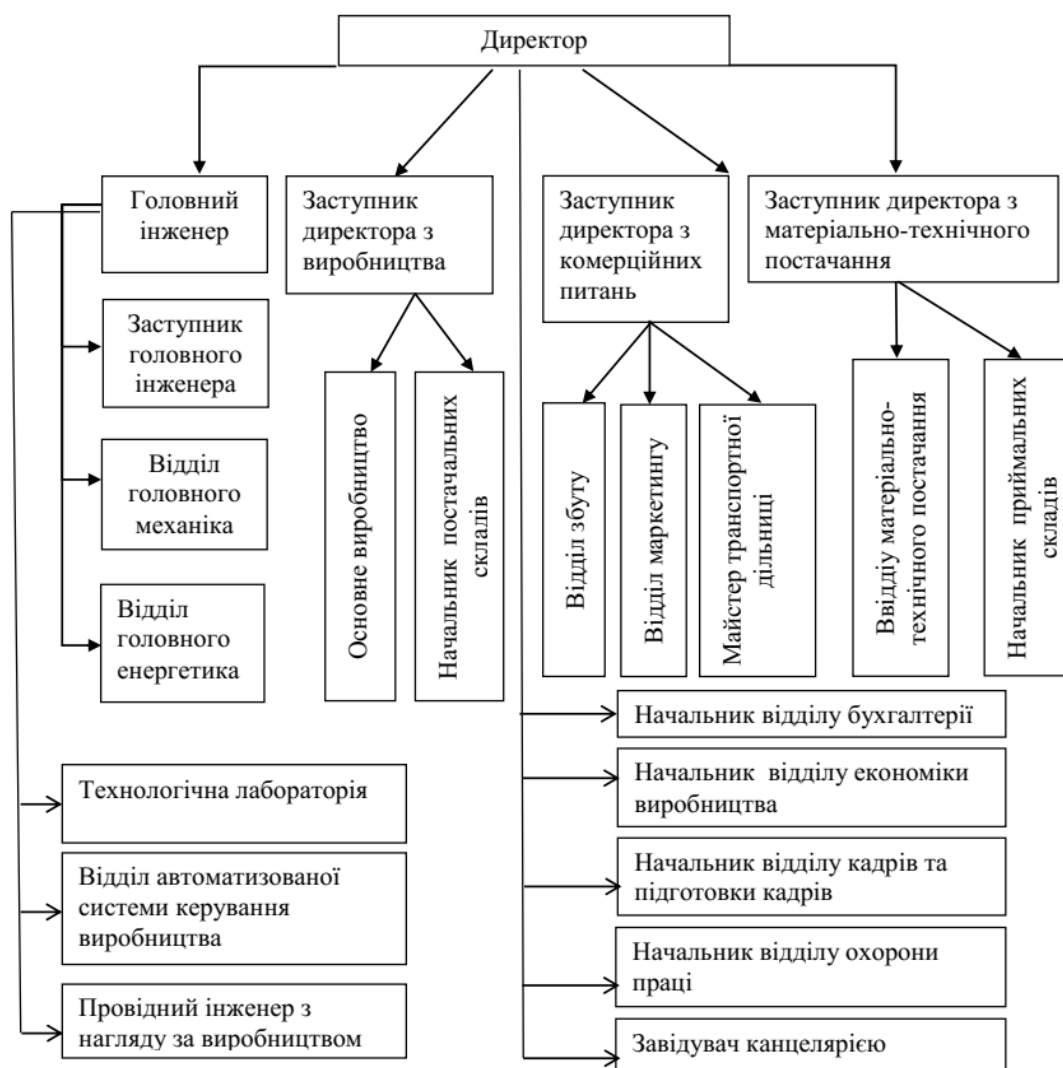 Директор
Головний
інженер
Заступник
директора з
виробництва
Заступник
директора з
комерційних
питань
Заступник директора з
матеріально-технічного
постачання
Заступник
головного
інженера
Відділ
головного
механіка
Відділ
головного
енергетика
Основне виробництво
Начальник постачальних
складів
Відділ збуту
Відділ маркетингу
Майстер транспортної
дільниці
Ввіддіу матеріально-
технічного постачання
Начальник приймальних
складів
Технологічна лабораторія
Відділ автоматизованої
системи керування
виробництва
Провідний інженер з
нагляду за виробництвом
Начальник відділу бухгалтерії
Начальник відділу економіки
виробництва
Начальник відділу кадрів та
підготовки кадрів
Начальник відділу охорони
праці
Завідувач канцелярією